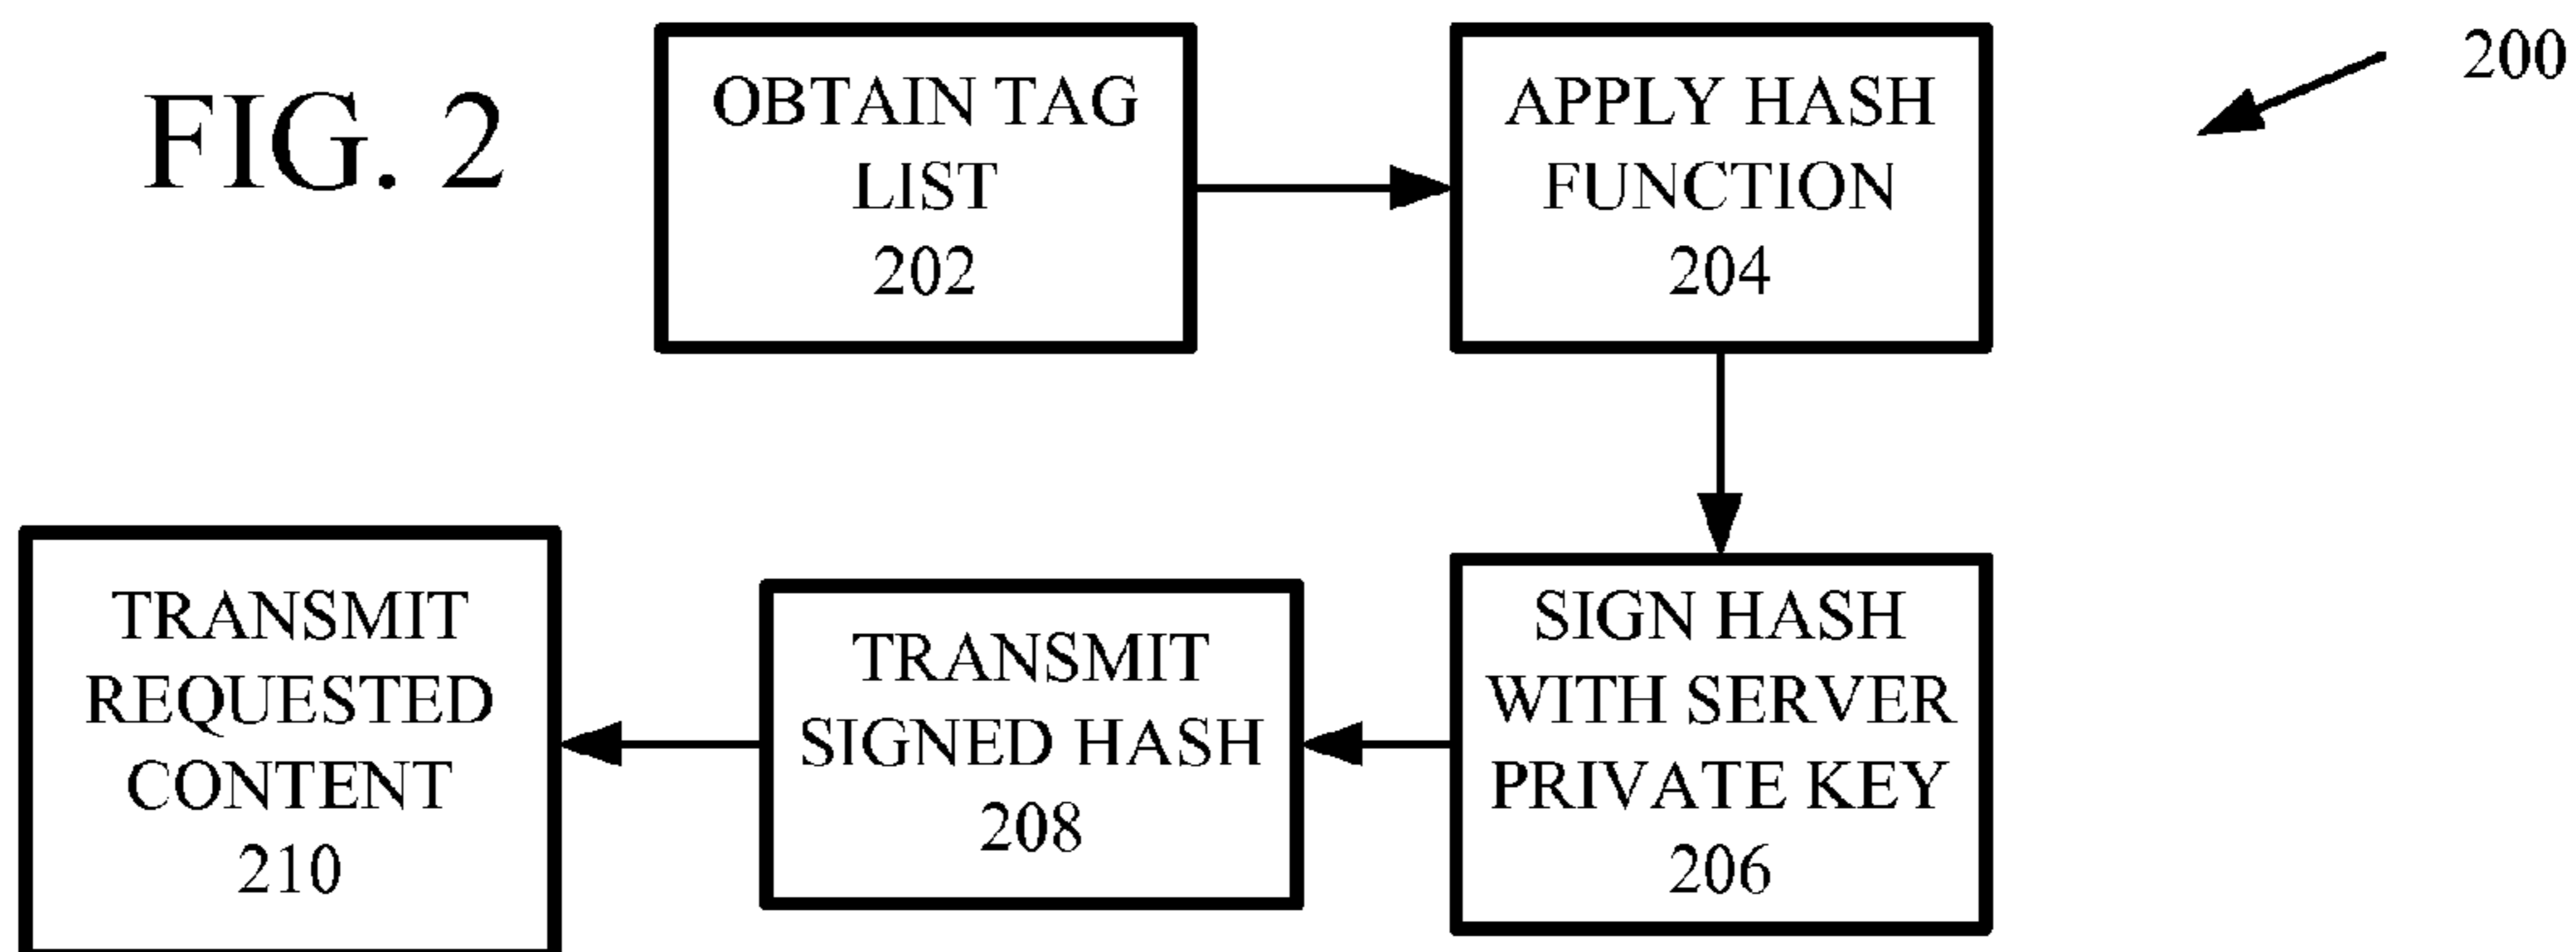 FIG. 2
OBTAIN TAG
LIST
202
APPLY HASH
FUNCTION
204
200
SIGN HASH
WITH SERVER
PRIVATE KEY
206
TRANSMIT
SIGNED HASH
208
TRANSMIT
REQUESTED
CONTENT
210